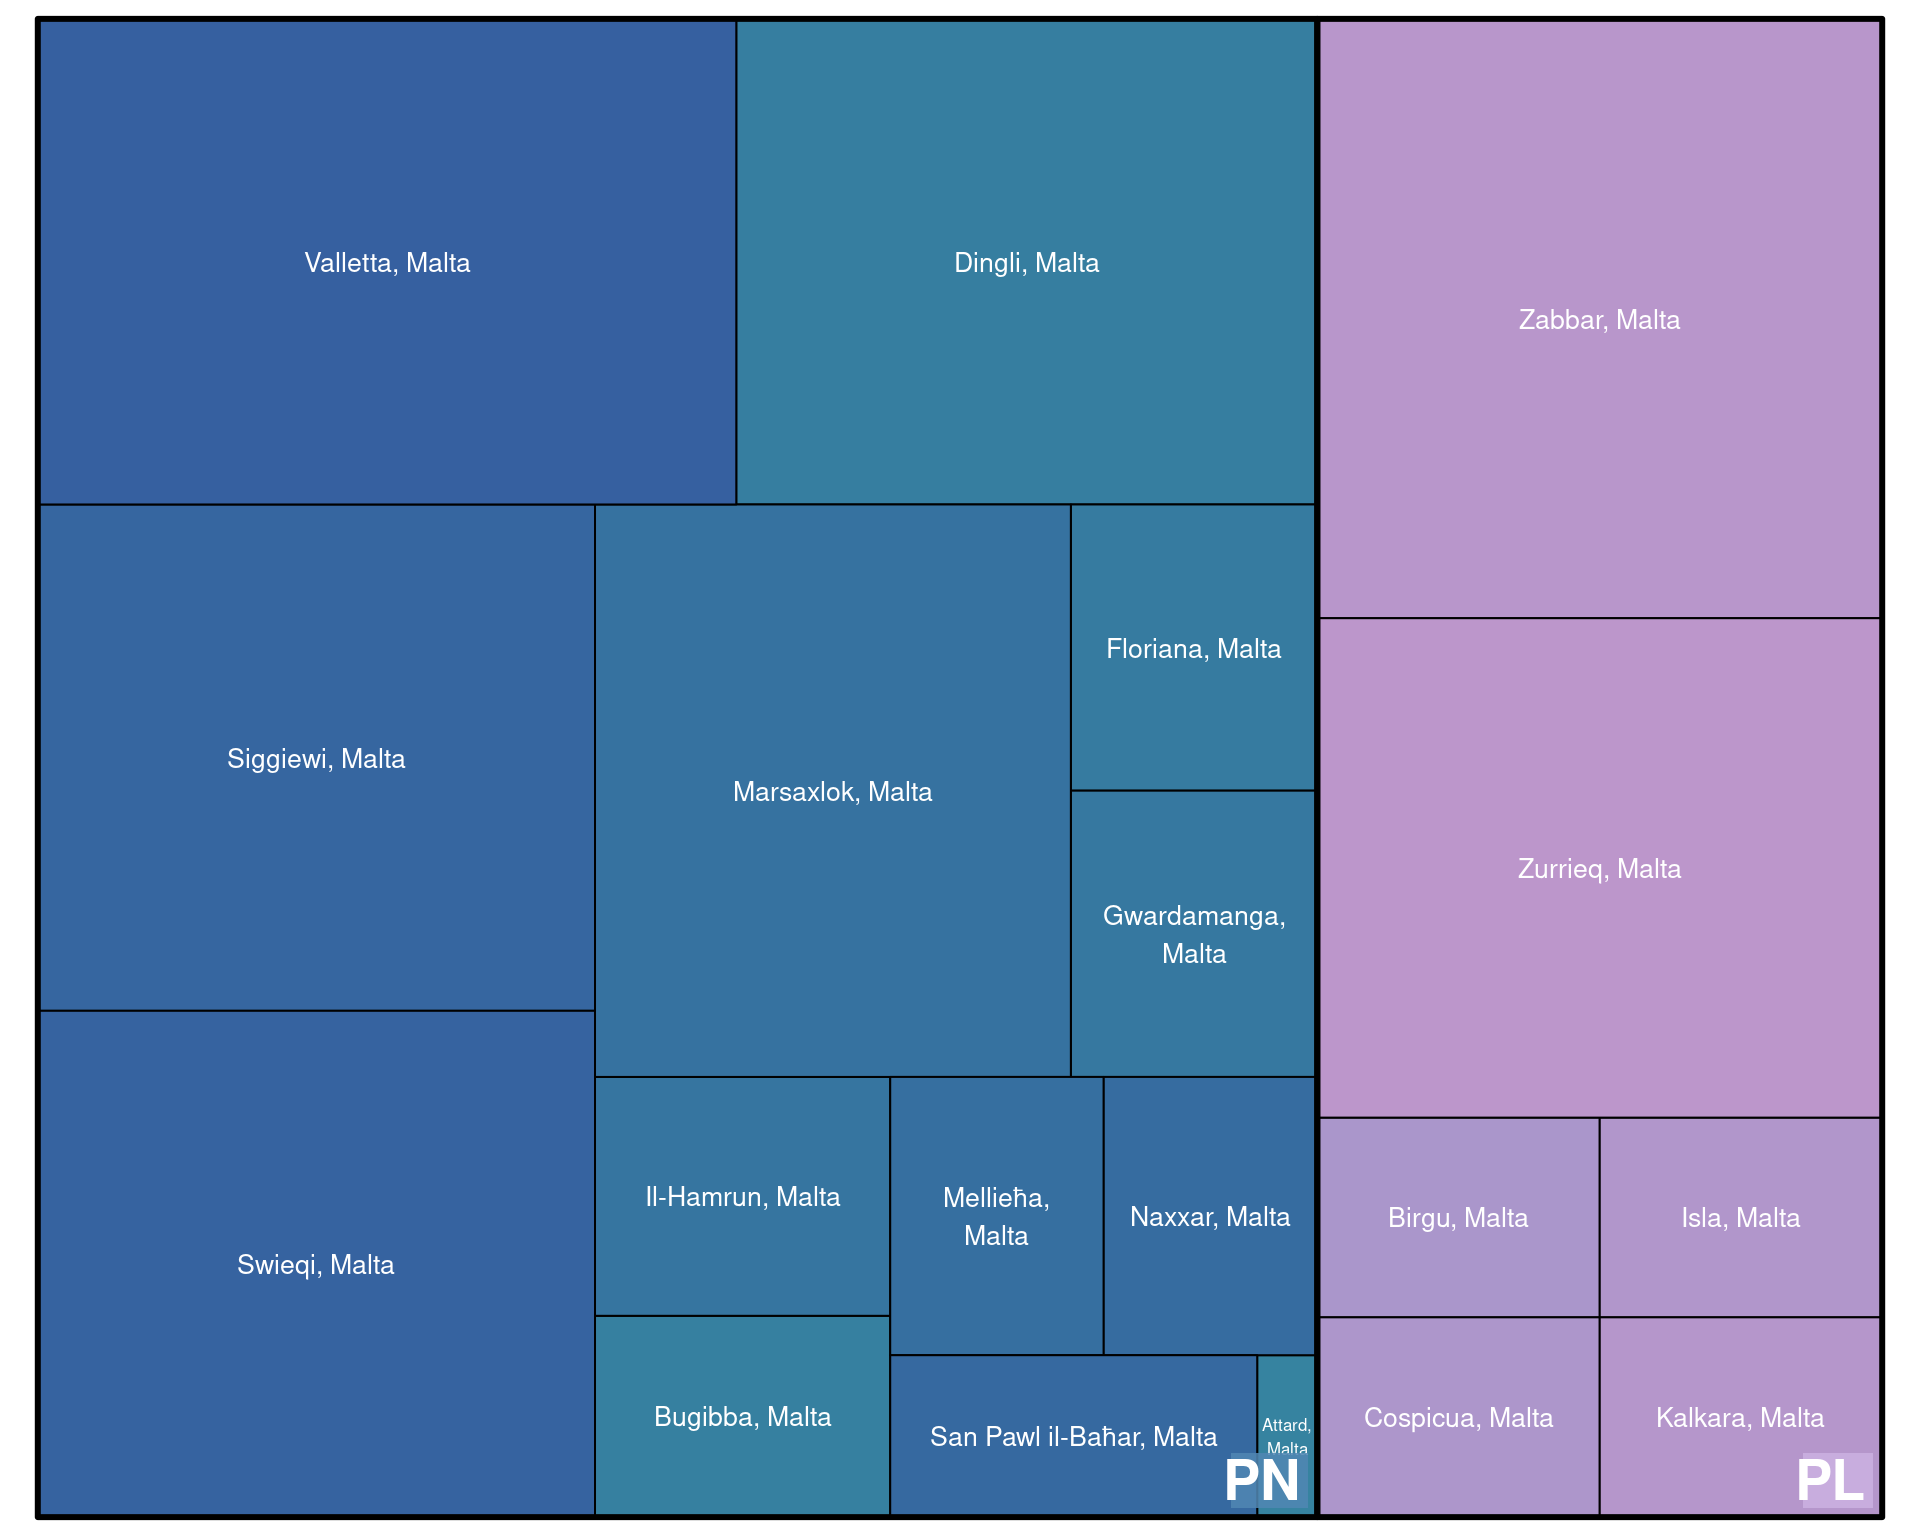 Valletta, Malta
Dingli, Malta
Zabbar, Malta
Siggiewi, Malta
Marsaxlok, Malta
Floriana, Malta
Gwardamanga,
Malta
Zurrieq, Malta
Swieqi, Malta
Il-Hamrun, Malta
Mellieħa,
Malta
Naxxar, Malta
Birgu, Malta
Isla, Malta
Bugibba, Malta
San Pawl il-Baħar, Malta
Attard,
Malta
Cospicua, Malta
Kalkara, Malta
PN
PL